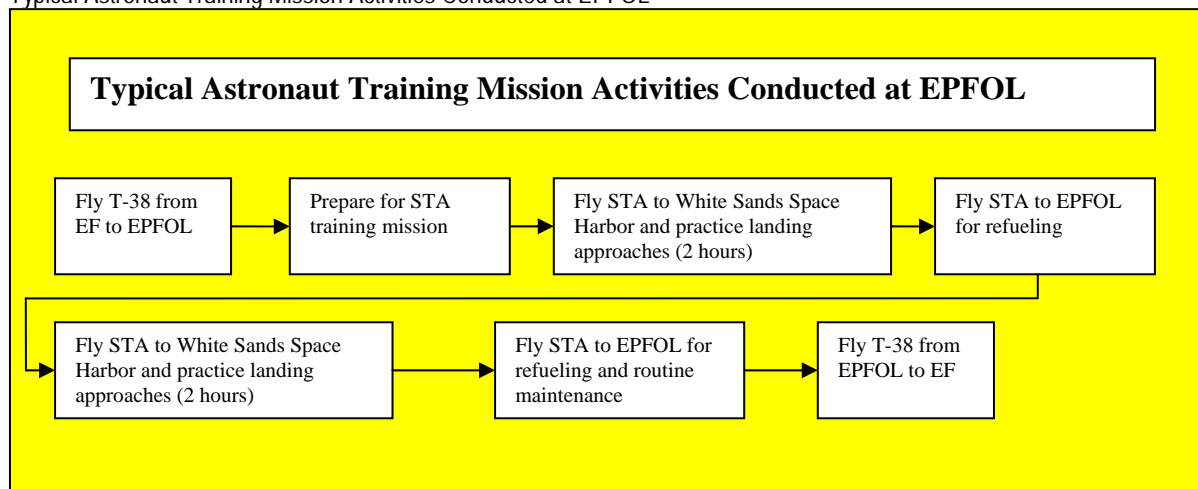 Typical Astronaut Training Mission Activities Conducted at EPFOL
Typical Astronaut Training Mission Activities Conducted at EPFOL
Fly T-38 from
EF to EPFOL
Prepare for STA
training mission
Fly STA to White Sands Space
Harbor and practice landing
approaches (2 hours)
Fly STA to EPFOL
for refueling
Fly STA to White Sands Space
Harbor and practice landing
approaches (2 hours)
Fly STA to EPFOL for
refueling and routine
maintenance
Fly T-38 from
EPFOL to EF